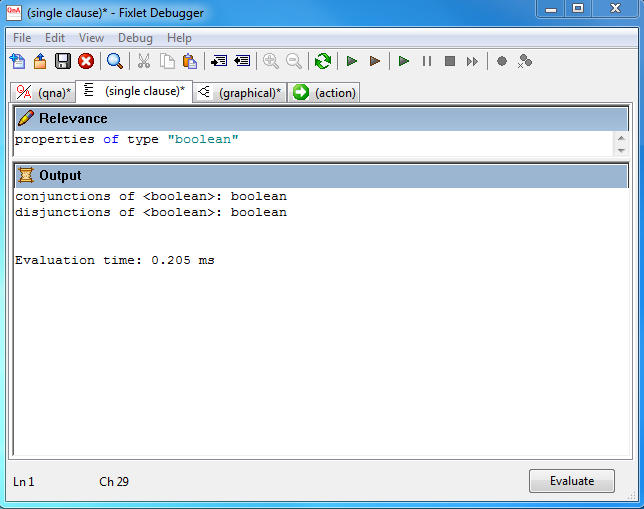 QnA (single clause)* - Fixlet Debugger
File Edit View Debug Help
(qna)* (single clause)* (graphical)* (action)
Relevance
properties of type "boolean"
Output
conjunctions of <boolean>: boolean
disjunctions of <boolean>: boolean
Evaluation time: 0.205 ms
Ln 1 Ch 29 Evaluate